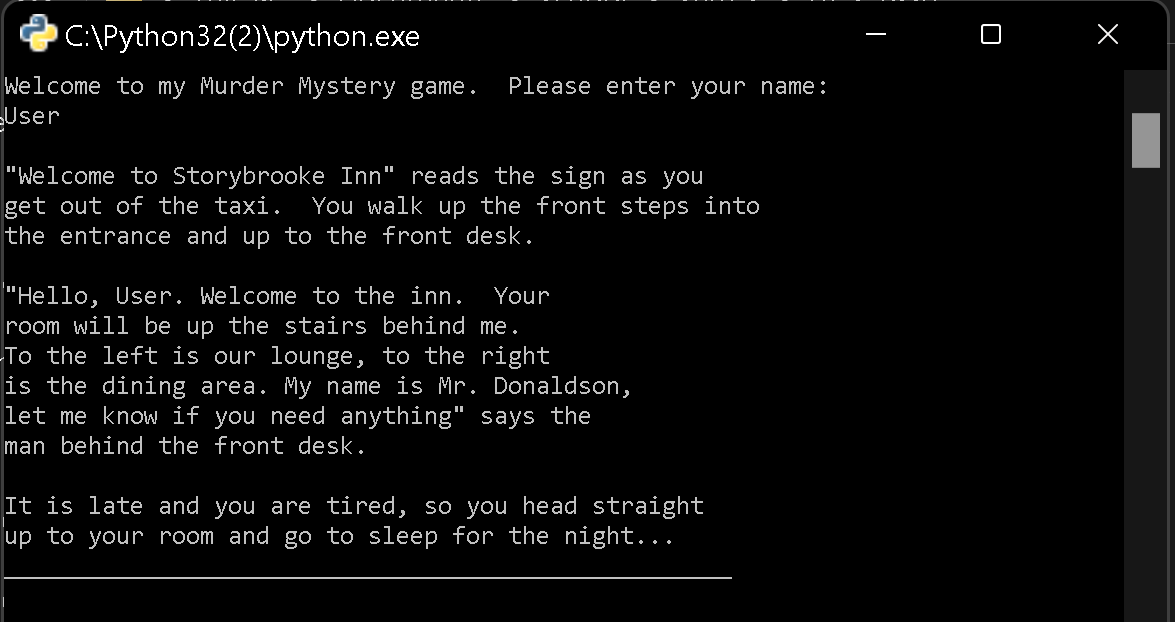 C:\Python32(2)\python.exe
Welcome to my Murder Mystery game.  Please enter your name:
User
"Welcome to Storybrooke Inn" reads the sign as you
get out of the taxi.  You walk up the front steps into
the entrance and up to the front desk.
"Hello, User. Welcome to the inn.  Your
room will be up the stairs behind me.
To the left is our lounge, to the right
is the dining area. My name is Mr. Donaldson,
let me know if you need anything" says the
man behind the front desk.
It is late and you are tired, so you head straight
up to your room and go to sleep for the night...